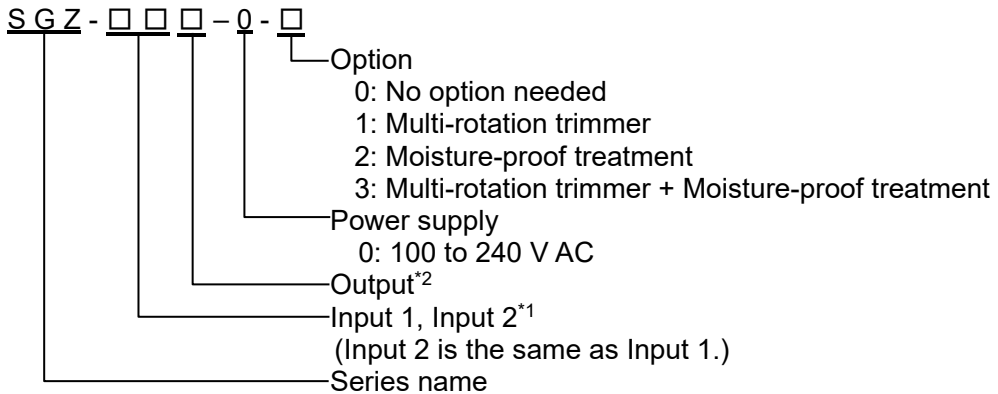 SGZ - □ □ □ – 0 - □
Option
0: No option needed
1: Multi-rotation trimmer
2: Moisture-proof treatment
3: Multi-rotation trimmer + Moisture-proof treatment
Power supply
0: 100 to 240 V AC
Output*2
Input 1, Input 2*1
(Input 2 is the same as Input 1.)
Series name